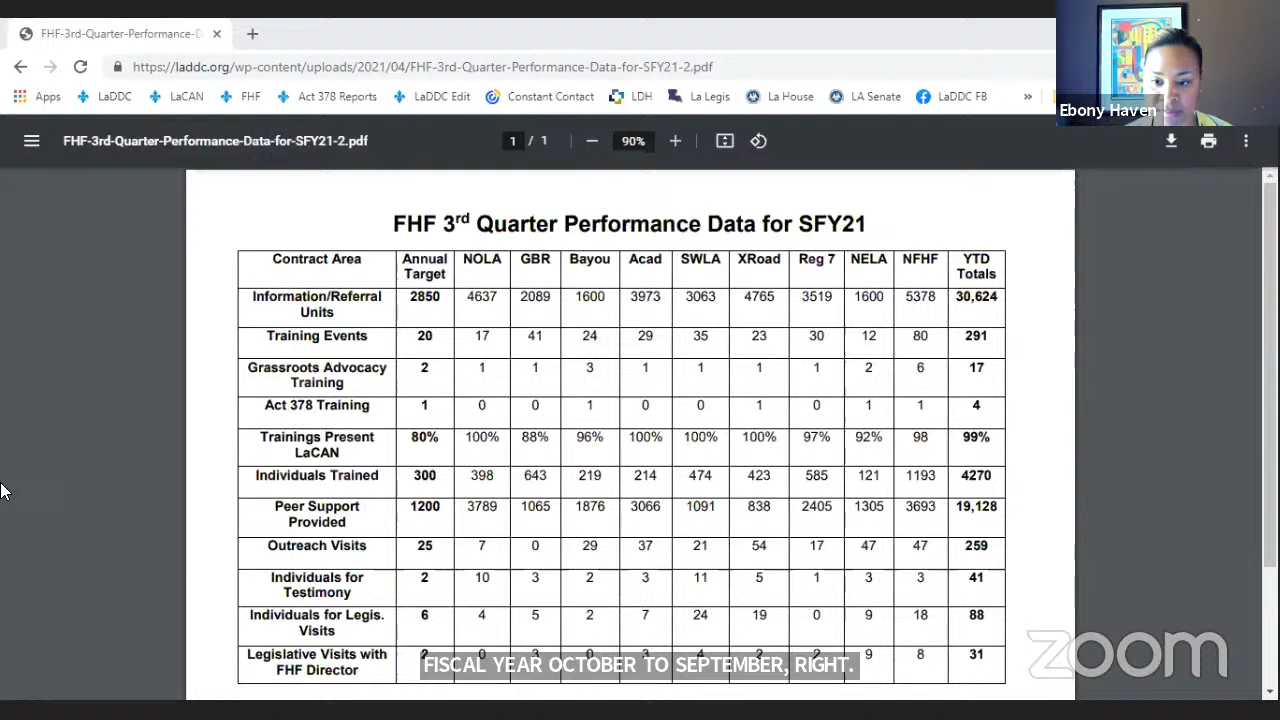 FHF-3rd-Quarter-Performance-D
https://laddc.org/wp-content/uploads/2021/04/FHF-3rd-Quarter-Performance-Data-for-SFY21-2.pdf
Apps LaDDC LaCAN FHF Act 378 Reports LaDDC Edit Constant Contact LDH La Legis La House LA Senate LaDDC FB »
Ebony Haven
FHF-3rd-Quarter-Performance-Data-for-SFY21-2.pdf 1 / 1 90%
FHF 3rd Quarter Performance Data for SFY21
Contract Area Annual Target NOLA GBR Bayou Acad SWLA XRoad Reg 7 NELA NFHF YTD Totals
Information/Referral Units 2850 4637 2089 1600 3973 3063 4765 3519 1600 5378 30,624
Training Events 20 17 41 24 29 35 23 30 12 80 291
Grassroots Advocacy Training 2 1 1 3 1 1 1 1 2 6 17
Act 378 Training 1 0 0 1 0 0 1 0 1 1 4
Trainings Present LaCAN 80% 100% 88% 96% 100% 100% 100% 97% 92% 98 99%
Individuals Trained 300 398 643 219 214 474 423 585 121 1193 4270
Peer Support Provided 1200 3789 1065 1876 3066 1091 838 2405 1305 3693 19,128
Outreach Visits 25 7 0 29 37 21 54 17 47 47 259
Individuals for Testimony 2 10 3 2 3 11 5 1 3 3 41
Individuals for Legis. Visits 6 4 5 2 7 24 19 0 9 18 88
Legislative Visits with FHF Director 9 8 31
FISCAL YEAR OCTOBER TO SEPTEMBER, RIGHT.
zoom